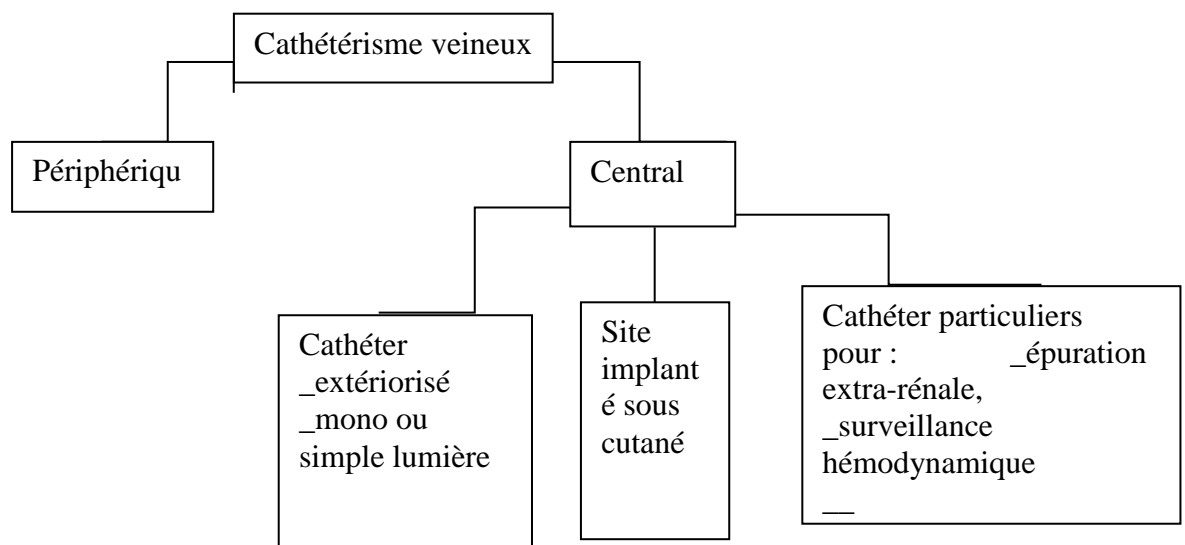 Cathétérisme veineux
Périphériqu
Central
Cathéter
_extériorisé
_mono ou
simple lumière
Site
implant
é sous
cutané
Cathéter particuliers
pour : _épuration
extra-rénale,
_surveillance
hémodynamique
__